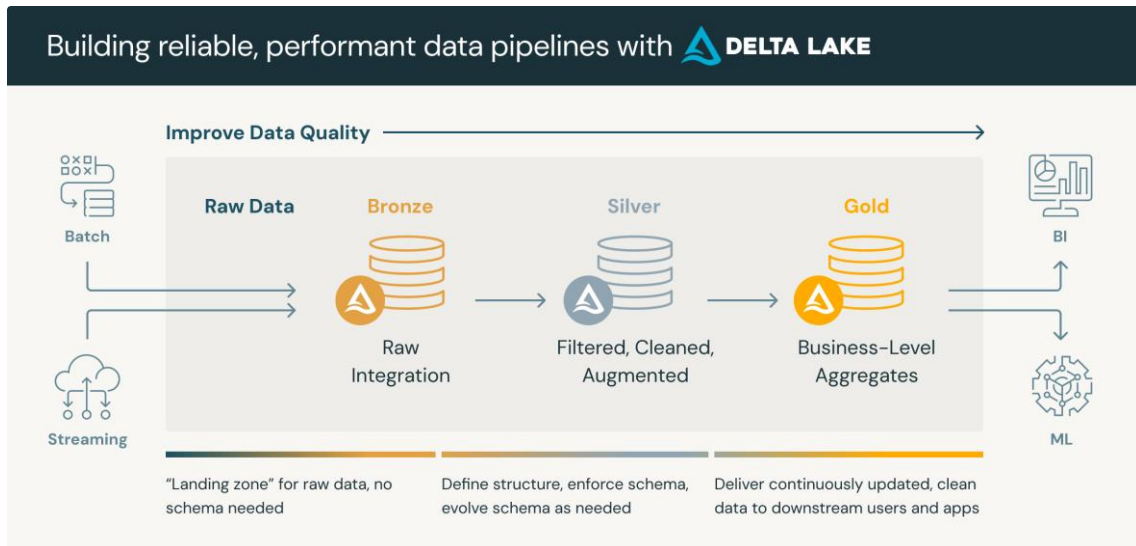 Building reliable, performant data pipelines with DELTA LAKE
Improve Data Quality
Batch
Streaming
Raw Data
Bronze
Silver
Gold
Raw
Integration
Filtered, Cleaned,
Augmented
Business-Level
Aggregates
BI
ML
“Landing zone” for raw data, no
schema needed
Define structure, enforce schema,
evolve schema as needed
Deliver continuously updated, clean
data to downstream users and apps